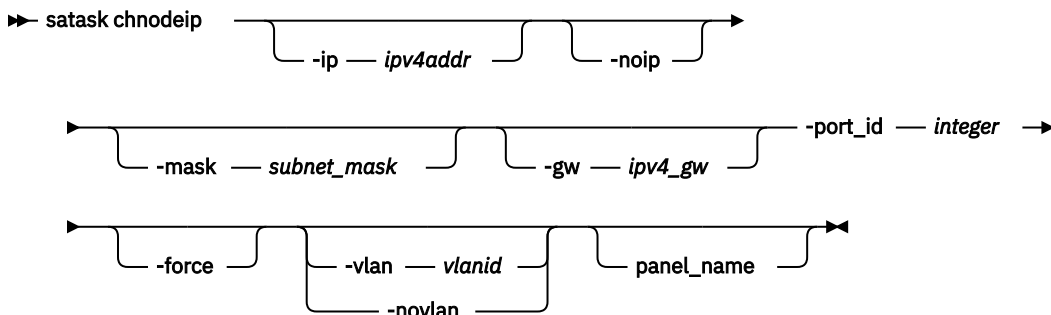 satask chnodeip
-ip ipv4addr -noip
-mask subnet_mask -gw ipv4_gw -port_id integer
-force -vlan vlanid panel_name
-novlan